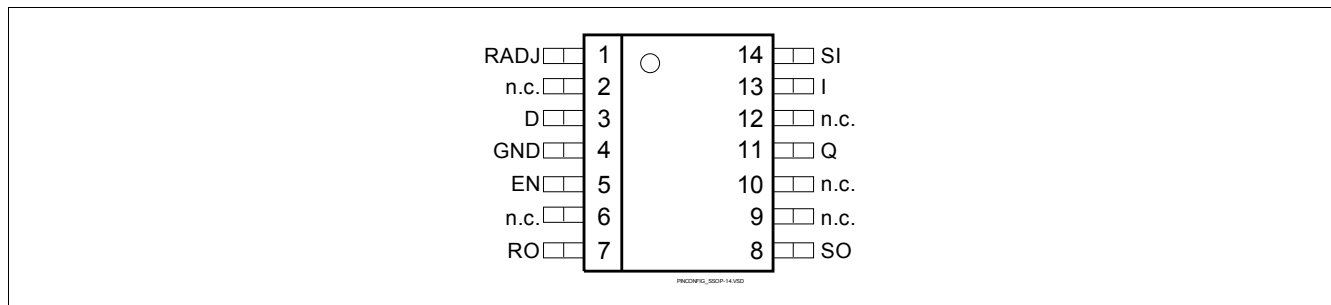 RADJ 1 14 SI
n.c. 2 13 I
D 3 12 n.c.
GND 4 11 Q
EN 5 10 n.c.
n.c. 6 9 n.c.
RO 7 8 SO
PINCONFIG_SSOP-14.VSD